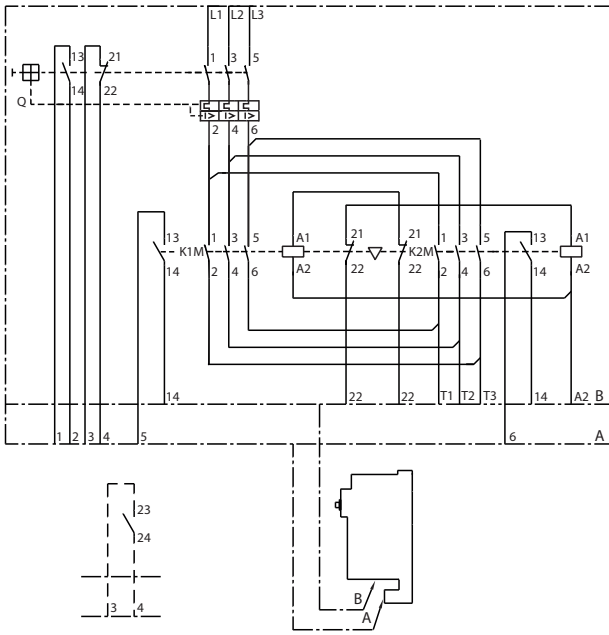 L1 L2 L3
13 21 1 3 5
14 22
Q
I> I> I>
2 4 6
13 1 3 5 A1 21 21 1 3 5 13 A1
K1M K2M
14 2 4 6 A2 22 22 2 4 6 14 A2
14 22 22 T1 T2 T3 14 A2 B
1 2 3 4 5 6 A
23
24
B
A
3 4